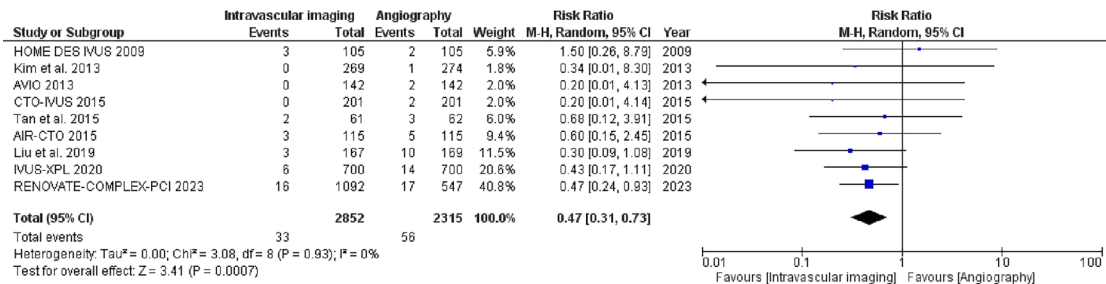 Intravascular imaging Angiography Risk Ratio Risk Ratio
Study or Subgroup Events Total Events Total Weight M-H, Random, 95% CI Year M-H, Random, 95% CI
HOME DES IVUS 2009 3 105 2 105 5.9% 1.50 [0.26, 8.79] 2009
Kim et al. 2013 0 269 1 274 1.8% 0.34 [0.01, 8.30] 2013
AVIO 2013 0 142 2 142 2.0% 0.20 [0.01, 4.13] 2013
CTO-IVUS 2015 0 201 2 201 2.0% 0.20 [0.01, 4.14] 2015
Tan et al. 2015 2 61 3 62 6.0% 0.68 [0.12, 3.91] 2015
AIR-CTO 2015 3 115 5 115 9.4% 0.60 [0.15, 2.45] 2015
Liu et al. 2019 3 167 10 169 11.5% 0.30 [0.09, 1.08] 2019
IVUS-XPL 2020 6 700 14 700 20.6% 0.43 [0.17, 1.11] 2020
RENOVATE-COMPLEX-PCI 2023 16 1092 17 547 40.8% 0.47 [0.24, 0.93] 2023
Total (95% CI) 2852 2315 100.0% 0.47 [0.31, 0.73]
Total events 33 56
Heterogeneity: Tau² = 0.00; Chi² = 3.08, df = 8 (P = 0.93); I² = 0%
Test for overall effect: Z = 3.41 (P = 0.0007)
0.01 0.1 1 10 100
Favours [Intravascular imaging] Favours [Angiography]